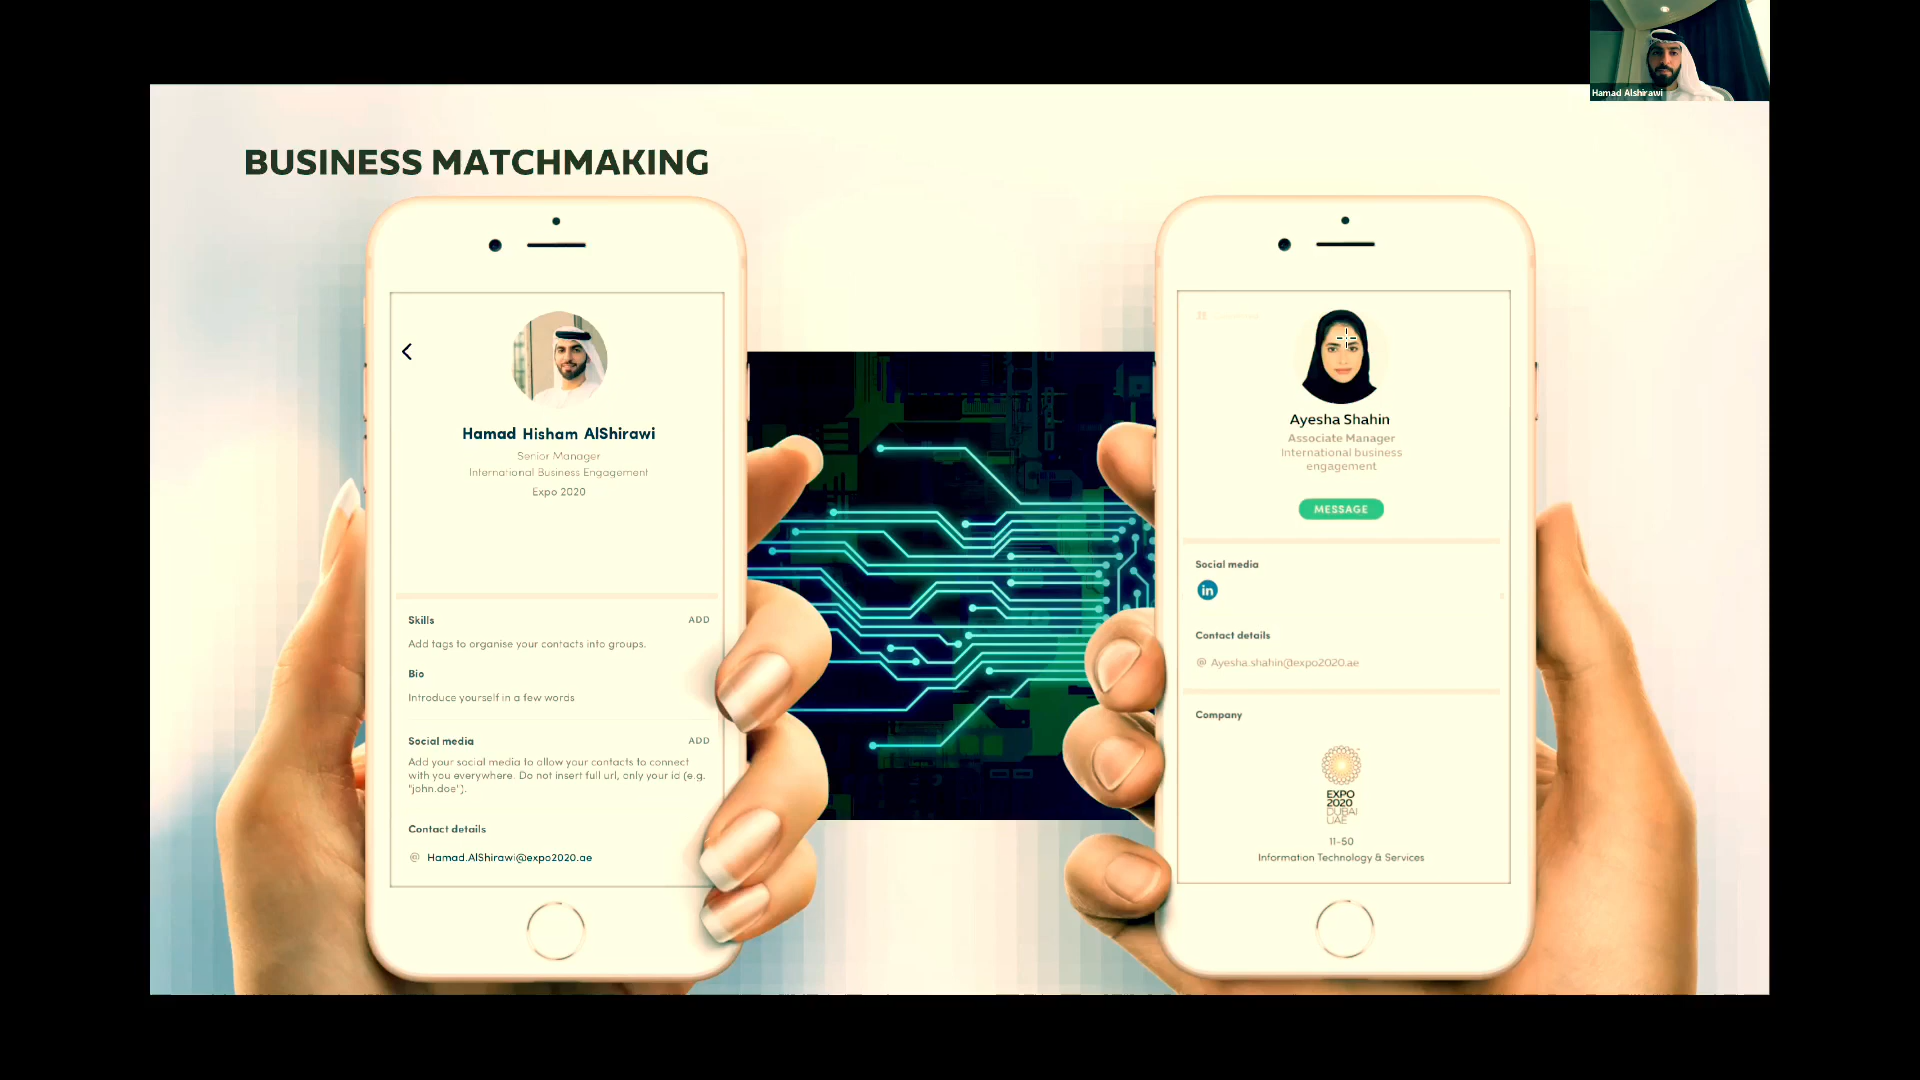 Hamad Alshirawi
BUSINESS MATCHMAKING
Hamad Hisham AlShirawi
Senior Manager
International Business Engagement
Expo 2020
Skills
ADD
Add tags to organise your contacts into groups.
Bio
Introduce yourself in a few words
Social media
ADD
Add your social media to allow your contacts to connect
with you everywhere. Do not insert full url, only your id (e.g.
"john.doe").
Contact details
@ Hamad.AlShirawi@expo2020.ae
Ayesha Shahin
Associate Manager
International business
engagement
MESSAGE
Social media
in
Contact details
@ Ayesha.shahin@expo2020.ae
Company
EXPO
2020
DUBAI
UAE
11-50
Information Technology & Services